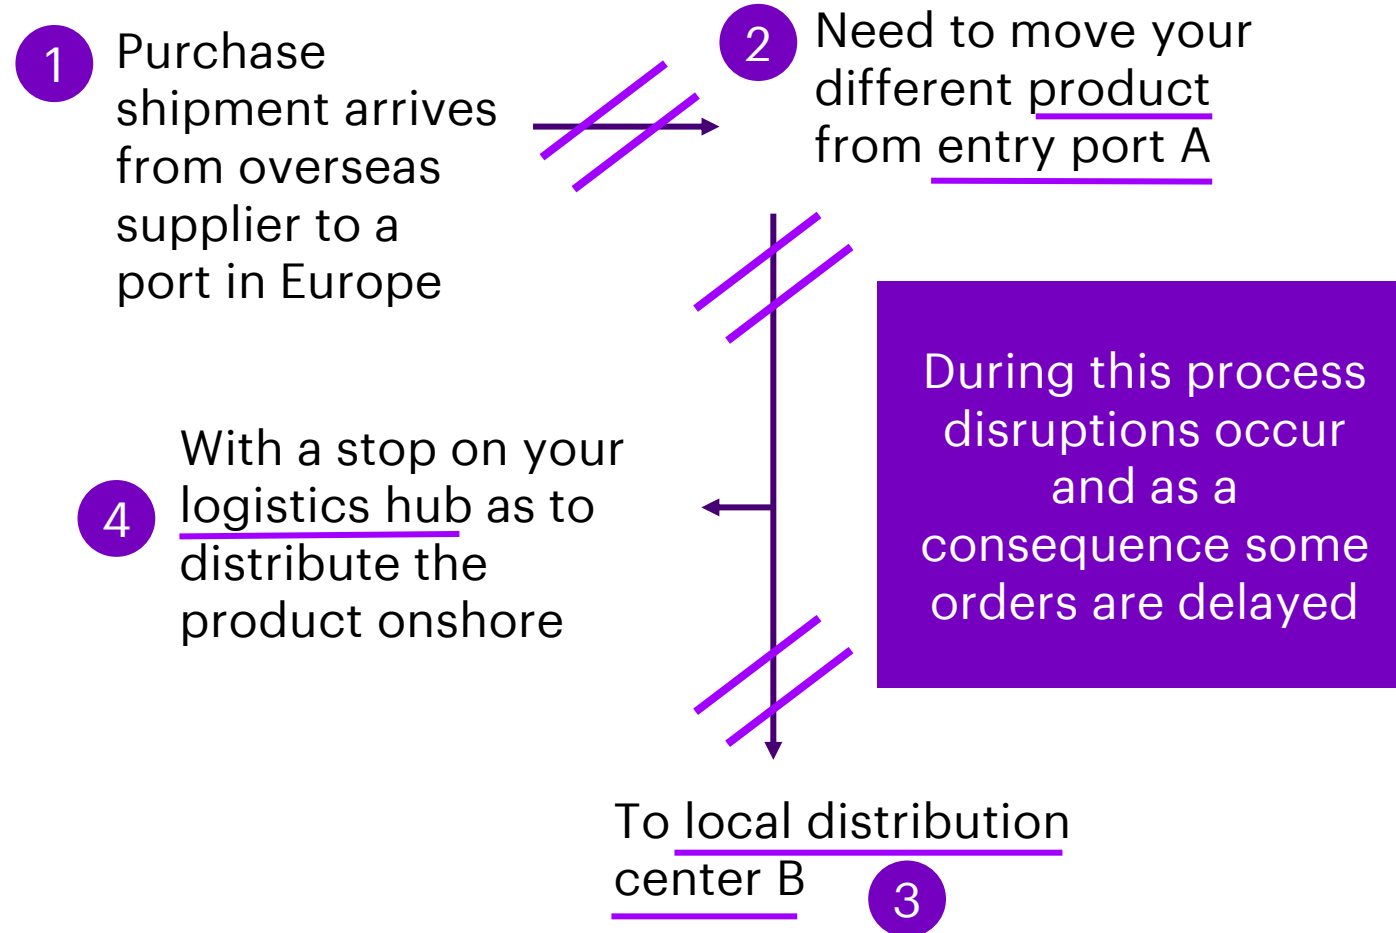 1
Purchase
shipment arrives
from overseas
supplier to a
port in Europe
2
Need to move your
different product
from entry port A
During this process
disruptions occur
and as a
consequence some
orders are delayed
4
With a stop on your
logistics hub as to
distribute the
product onshore
To local distribution
center B
3